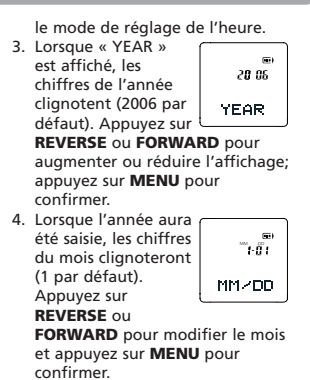 le mode de réglage de l'heure.
3. Lorsque « YEAR »
est affiché, les
chiffres de l'année
clignotent (2006 par
défaut). Appuyez sur
REVERSE ou FORWARD pour
augmenter ou réduire l'affichage;
appuyez sur MENU pour
confirmer.
20 06
YEAR
4. Lorsque l'année aura
été saisie, les chiffres
du mois clignoteront
(1 par défaut).
Appuyez sur
REVERSE ou
FORWARD pour modifier le mois
et appuyez sur MENU pour
confirmer.
MM DD
1:01
MM/DD